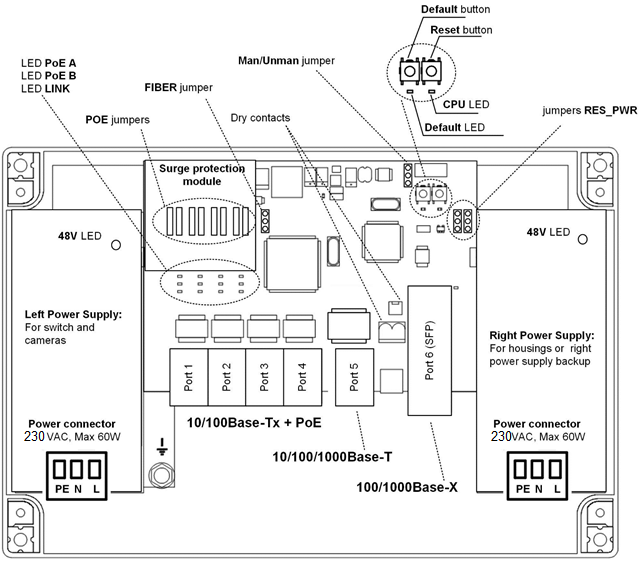 Default button
Reset button
LED PoE A
LED PoE B
LED LINK
Man/Unman jumper
FIBER jumper
CPU LED
POE jumpers
Dry contacts
jumpers RES_PWR
Default LED
Surge protection
module
48V LED
48V LED
Left Power Supply:
For switch and
cameras
Right Power Supply:
For housings or right
power supply backup
Port 1
Port 2
Port 3
Port 4
Port 5
Port 6 (SFP)
10/100Base-Tx + PoE
Power connector
230 VAC, Max 60W
Power connector
230VAC, Max 60W
10/100/1000Base-T
100/1000Base-X
PE N L
PE N L